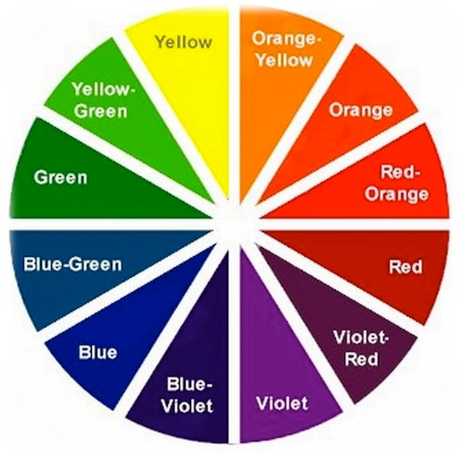 Yellow
Orange-
Yellow
Orange
Red-
Orange
Red
Violet-
Red
Violet
Blue-
Violet
Blue
Blue-Green
Green
Yellow-
Green